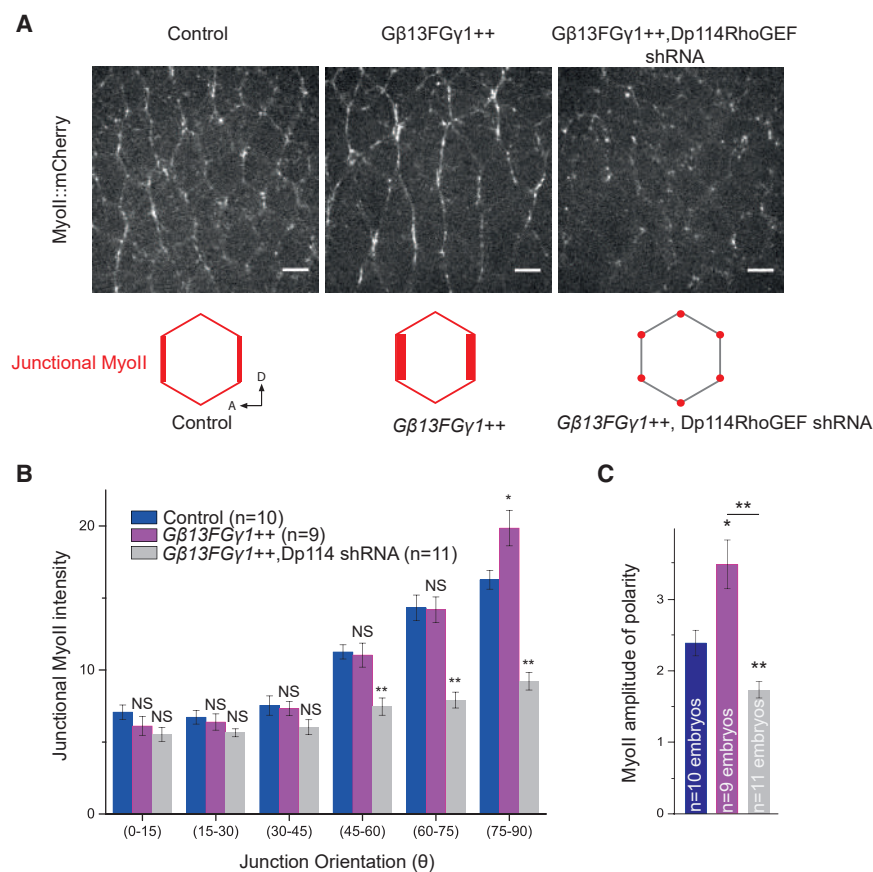 A
Control
Gβ13FGγ1++
Gβ13FGγ1++,Dp114RhoGEF
shRNA
MyoII::mCherry
Junctional MyoII
D
A
Control
Gβ13FGγ1++
Gβ13FGγ1++, Dp114RhoGEF shRNA
B
Junctional MyoII intensity
20
10
0
Control (n=10)
Gβ13FGγ1++ (n=9)
Gβ13FGγ1++,Dp114 shRNA (n=11)
NS
NS
NS
NS
NS
NS
NS
**
NS
**
*
**
(0-15)
(15-30)
(30-45)
(45-60)
(60-75)
(75-90)
Junction Orientation (θ)
C
MyoII amplitude of polarity
3
2
1
0
**
*
**
n=10 embryos
n=9 embryos
n=11 embryos